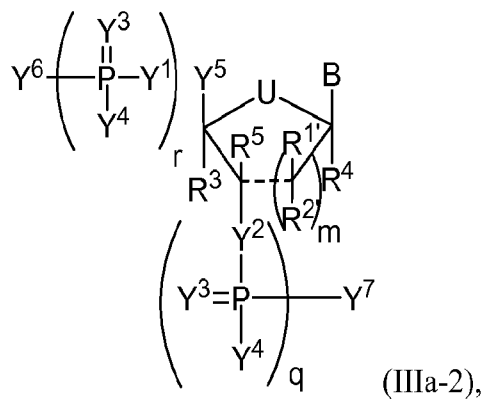 Y³
Y⁶ P Y¹ Y⁵ U B
Y⁴ r R⁵ R¹'
R³ R⁴
R²' m
Y²
Y³=P Y⁷
Y⁴ q
(IIIa-2),